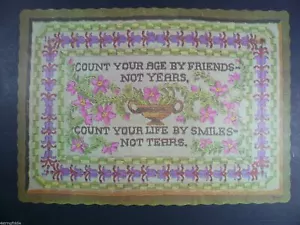 COUNT YOUR AGE BY FRIENDS~
NOT YEARS,
COUNT YOUR LIFE BY SMILES~
NOT TEARS.